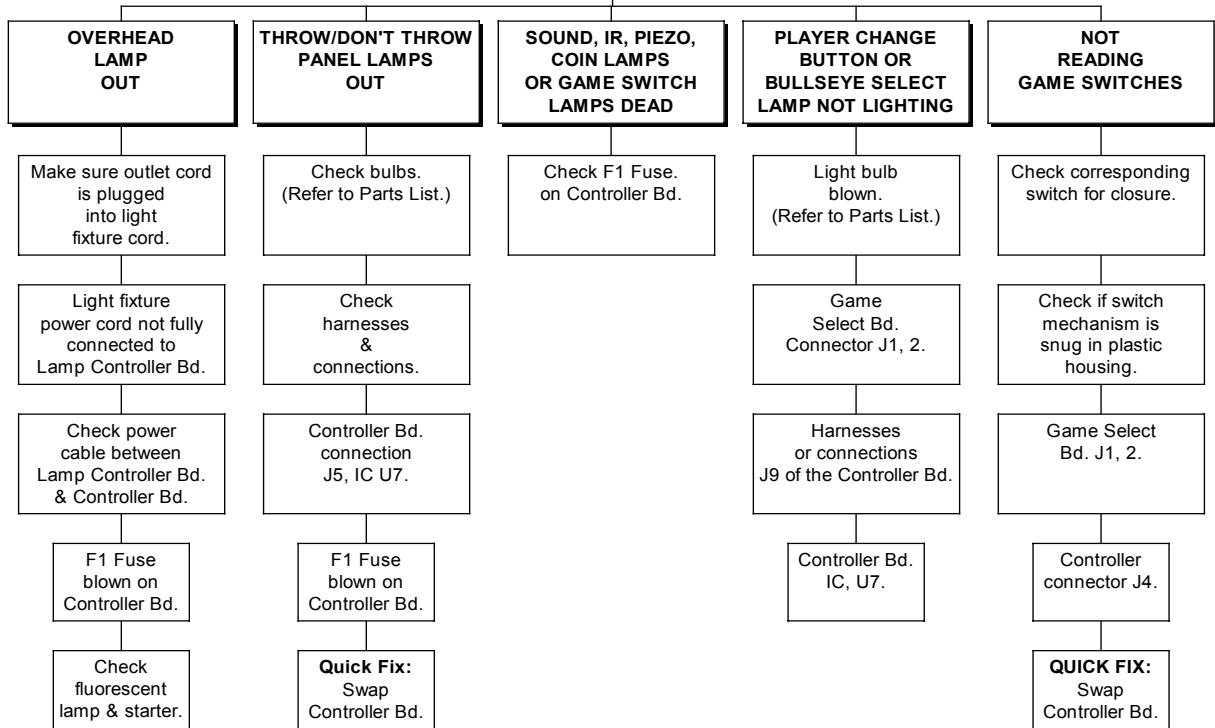 OVERHEAD
LAMP
OUT
Make sure outlet cord
is plugged
into light
fixture cord.
Light fixture
power cord not fully
connected to
Lamp Controller Bd.
Check power
cable between
Lamp Controller Bd.
& Controller Bd.
F1 Fuse
blown on
Controller Bd.
Check
fluorescent
lamp & starter.
THROW/DON'T THROW
PANEL LAMPS
OUT
Check bulbs.
(Refer to Parts List.)
Check
harnesses
&
connections.
Controller Bd.
connection
J5, IC U7.
F1 Fuse
blown on
Controller Bd.
Quick Fix:
Swap
Controller Bd.
SOUND, IR, PIEZO,
COIN LAMPS
OR GAME SWITCH
LAMPS DEAD
Check F1 Fuse.
on Controller Bd.
PLAYER CHANGE
BUTTON OR
BULLSEYE SELECT
LAMP NOT LIGHTING
Light bulb
blown.
(Refer to Parts List.)
Game
Select Bd.
Connector J1, 2.
Harnesses
or connections
J9 of the Controller Bd.
Controller Bd.
IC, U7.
NOT
READING
GAME SWITCHES
Check corresponding
switch for closure.
Check if switch
mechanism is
snug in plastic
housing.
Game Select
Bd. J1, 2.
Controller
connector J4.
QUICK FIX:
Swap
Controller Bd.